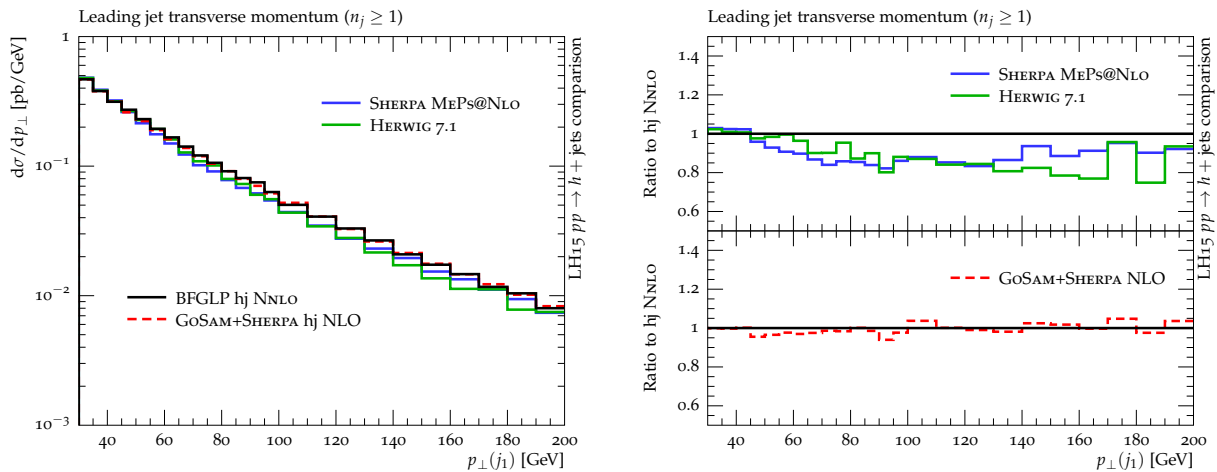 Leading jet transverse momentum (nj ≥ 1)
dσ/dp⊥ [pb/GeV]
1
10−1
10−2
10−3
SHERPA MEPS@NLO
HERWIG 7.1
BFGLP hj NNLO
GOSAM+SHERPA hj NLO
40 60 80 100 120 140 160 180 200
p⊥(j1) [GeV]
LH15 pp → h + jets comparison
Leading jet transverse momentum (nj ≥ 1)
Ratio to hj NNLO
1.4
1.2
1
0.8
0.6
SHERPA MEPS@NLO
HERWIG 7.1
Ratio to hj NNLO
1.4
1.2
1
0.8
0.6
GOSAM+SHERPA NLO
40 60 80 100 120 140 160 180 200
p⊥(j1) [GeV]
LH15 pp → h + jets comparison